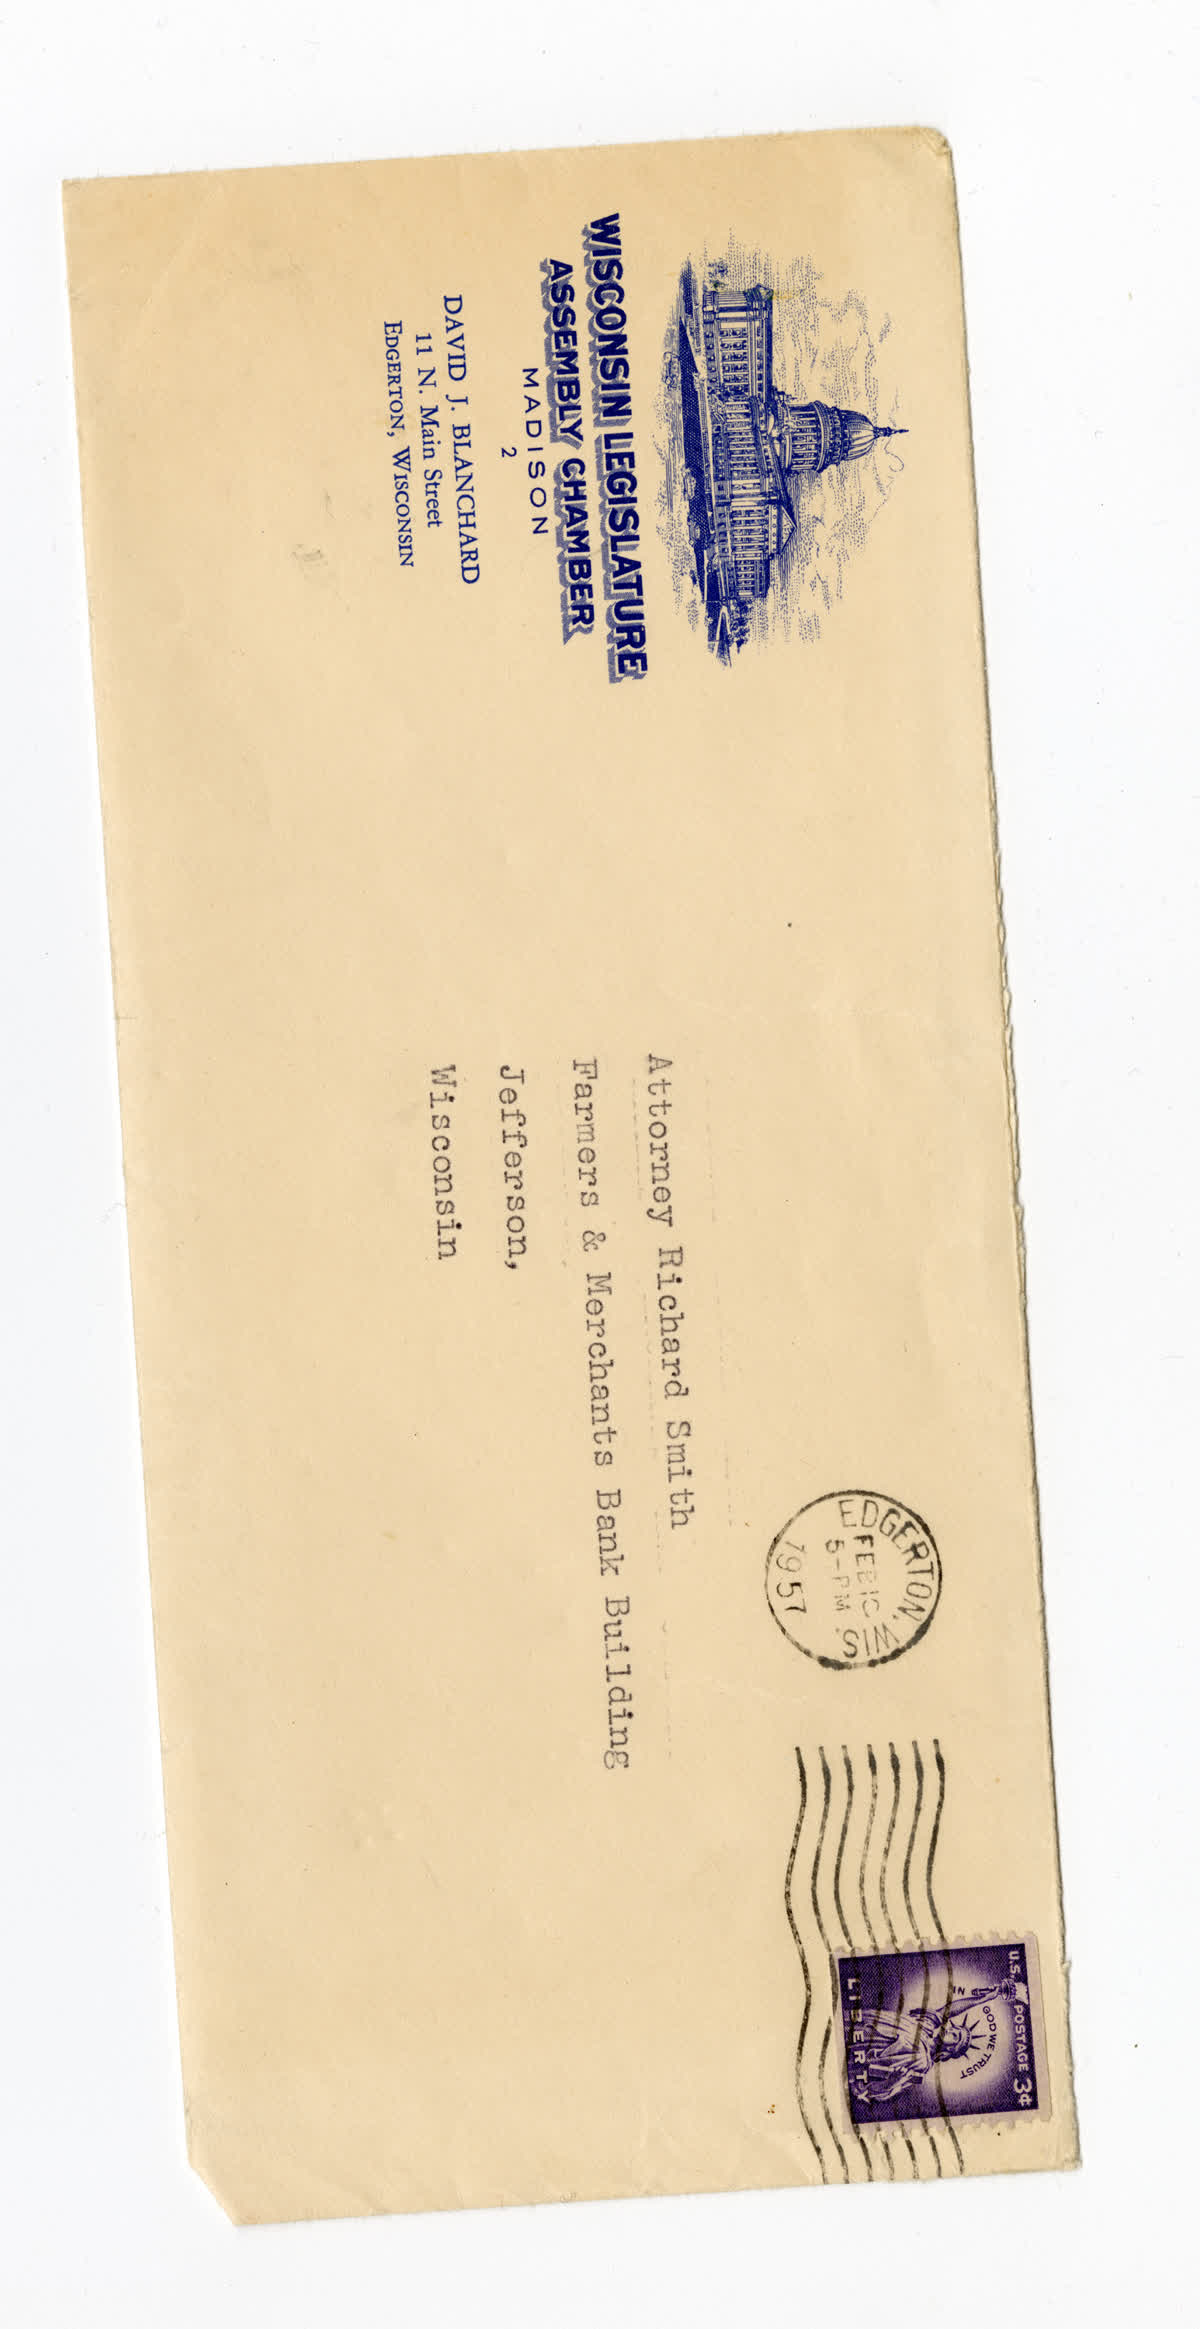 WISCONSIN LEGISLATURE
ASSEMBLY CHAMBER
MADISON
2
DAVID J. BLANCHARD
11 N. Main Street
EDGERTON, WISCONSIN
EDGERTON, WIS.
FEB 10
5-PM
1957
U.S. POSTAGE 3¢
IN GOD WE TRUST
LIBERTY
Attorney Richard Smith
Farmers & Merchants Bank Building
Jefferson,
Wisconsin